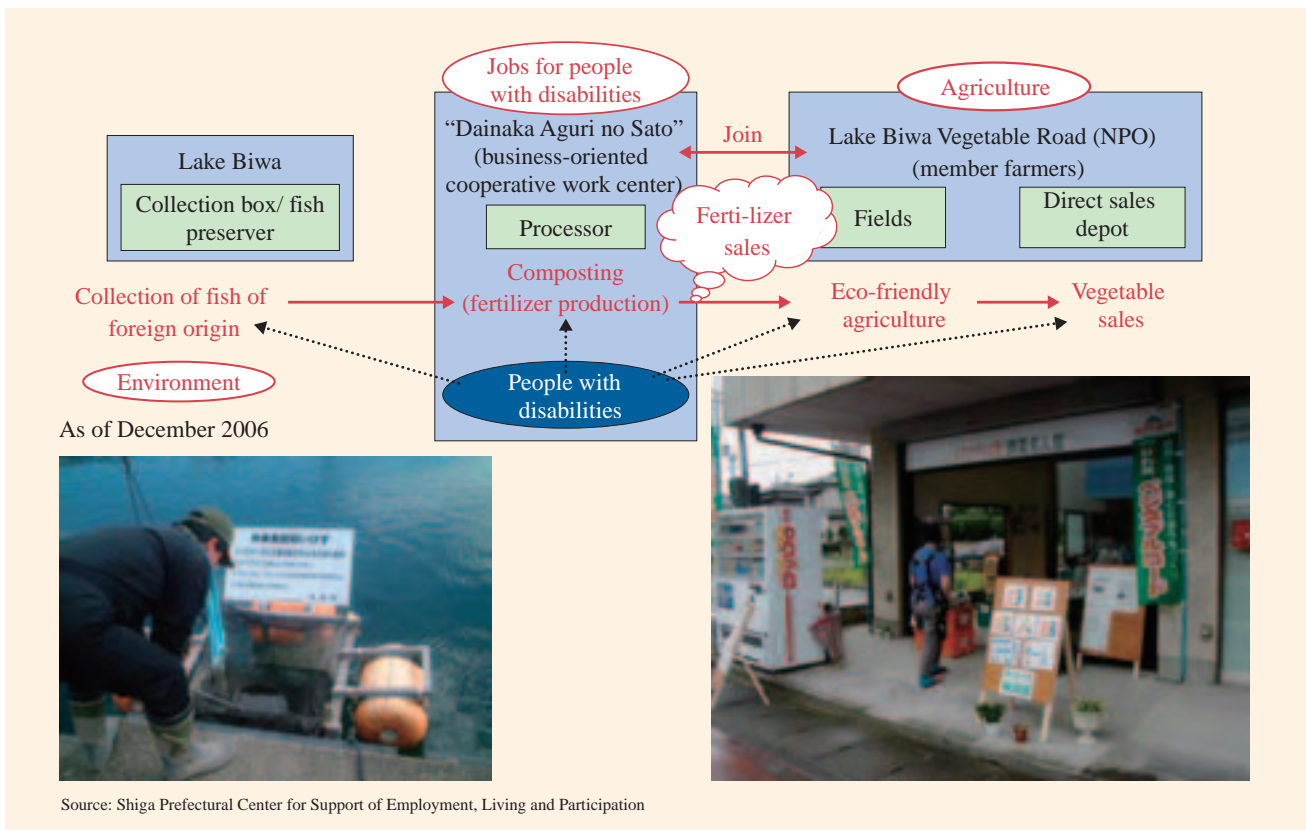 Jobs for people
with disabilities
Agriculture
"Dainaka Aguri no Sato"
(business-oriented
cooperative work center)
Join
Lake Biwa Vegetable Road (NPO)
(member farmers)
Lake Biwa
Collection box/ fish
preserver
Processor
Ferti-lizer
sales
Fields
Direct sales
depot
Collection of fish of
foreign origin
Composting
(fertilizer production)
Eco-friendly
agriculture
Vegetable
sales
Environment
People with
disabilities
As of December 2006
DyDo
Source: Shiga Prefectural Center for Support of Employment, Living and Participation